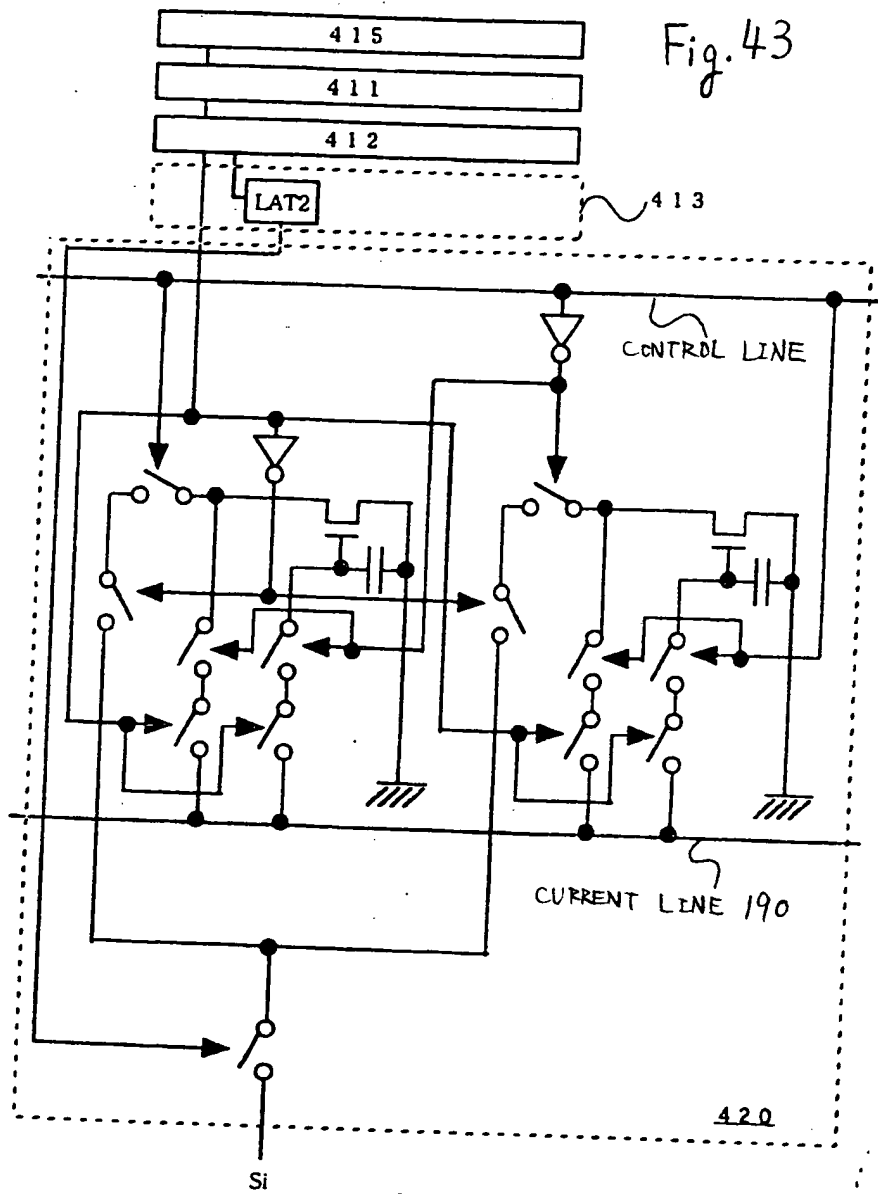 Fig. 43
415
411
412
LAT2
413
CONTROL LINE
CURRENT LINE 190
420
Si